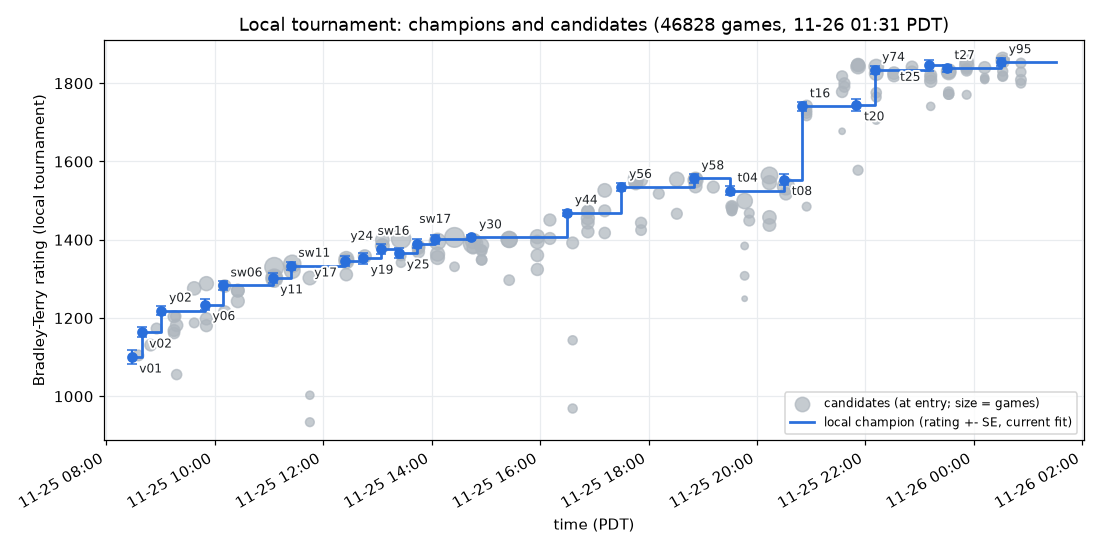 Local tournament: champions and candidates (46828 games, 11-26 01:31 PDT)
Bradley-Terry rating (local tournament)
1800
1600
1400
1200
1000
v01
v02
y02
y06
sw06
y11
sw11
y17
y24
y19
sw16
y25
sw17
y30
y44
y56
y58
t04
t08
t16
t20
y74
t25
t27
y95
candidates (at entry; size = games)
local champion (rating +- SE, current fit)
11-25 08:00
11-25 10:00
11-25 12:00
11-25 14:00
11-25 16:00
11-25 18:00
11-25 20:00
11-25 22:00
11-26 00:00
11-26 02:00
time (PDT)